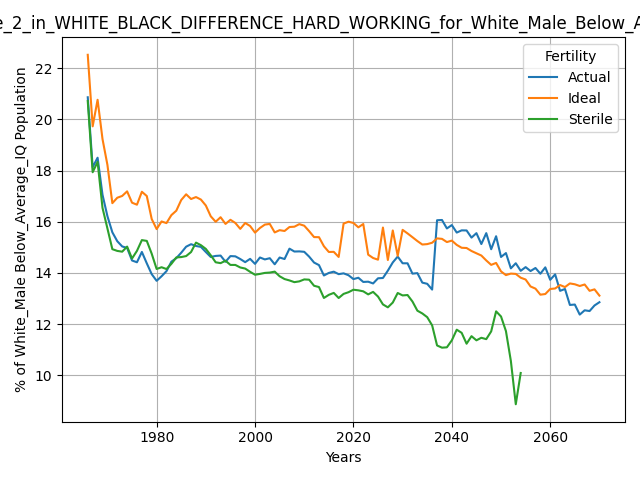 e_2_in_WHITE_BLACK_DIFFERENCE_HARD_WORKING_for_White_Male_Below_A
Fertility
Actual
Ideal
Sterile
% of White_Male Below_Average_IQ Population
22
20
18
16
14
12
10
1980
2000
2020
2040
2060
Years